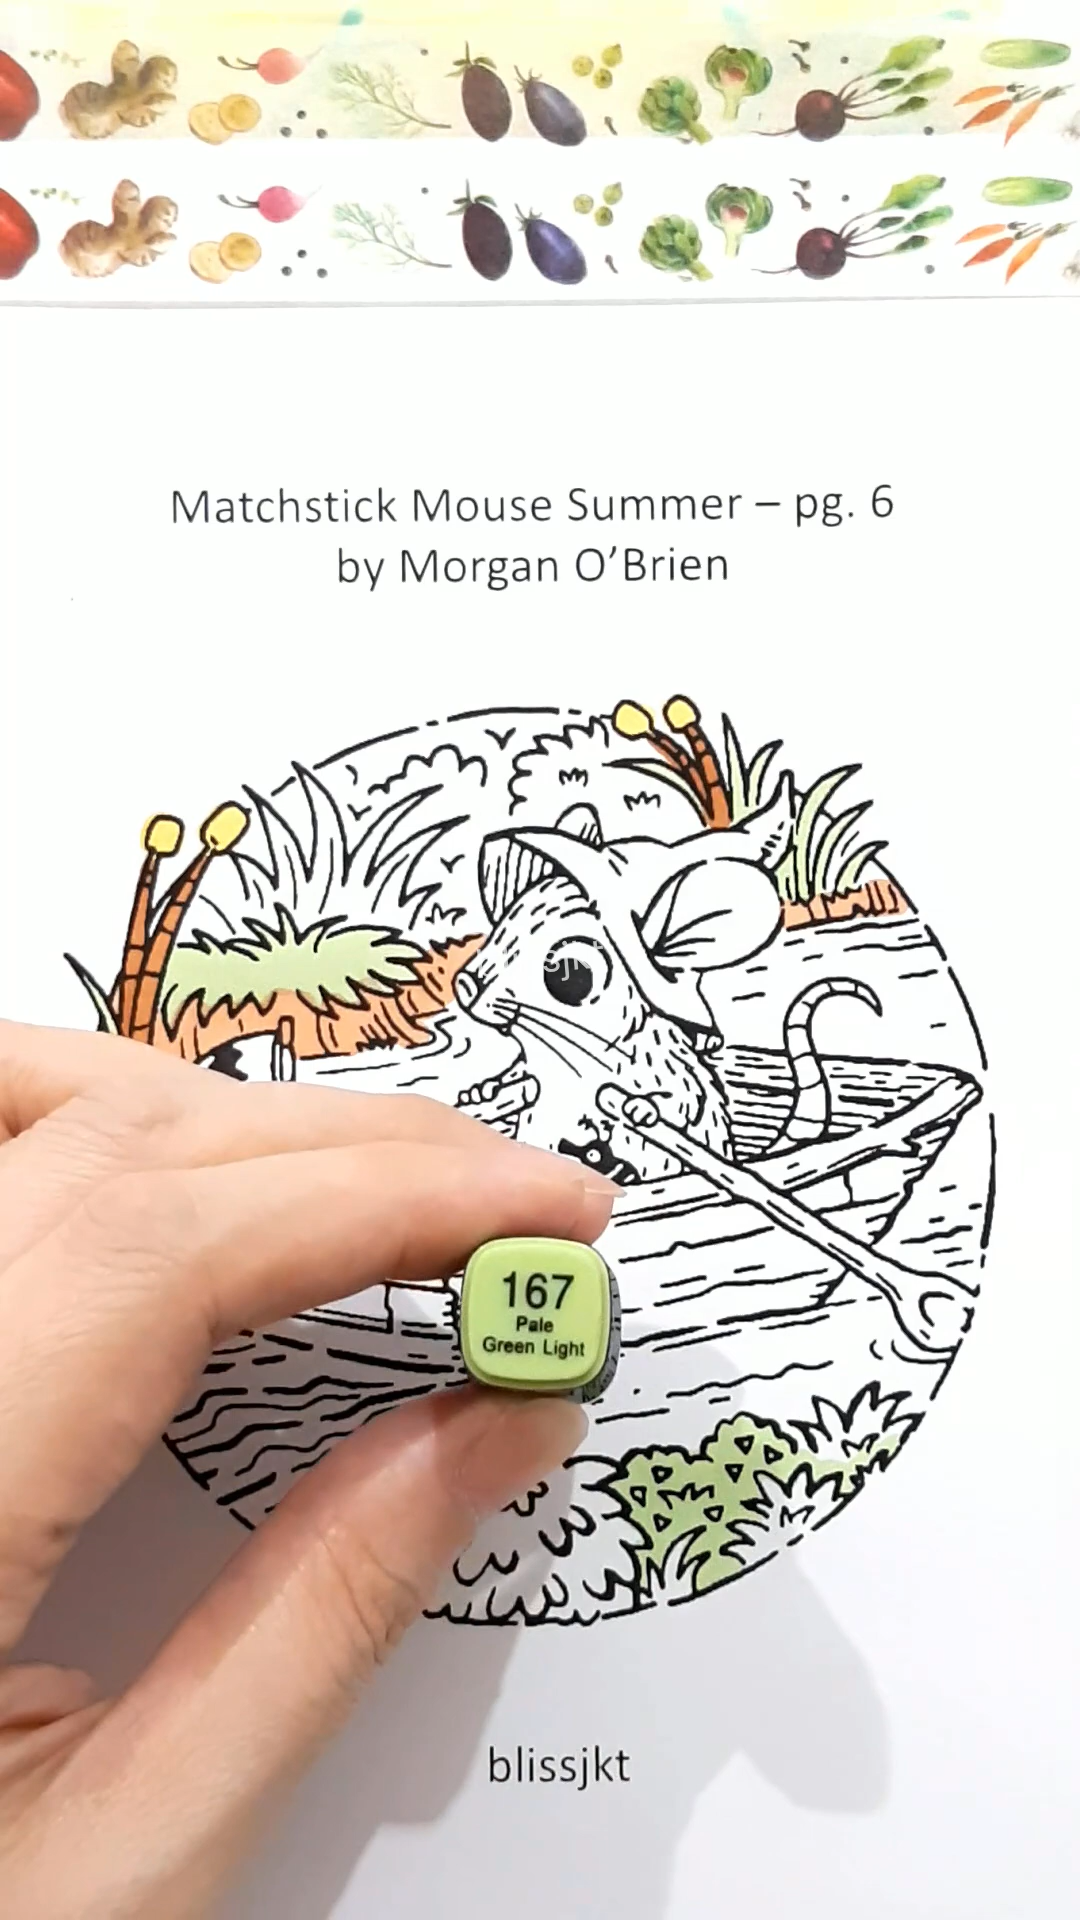 Matchstick Mouse Summer – pg. 6
by Morgan O’Brien
167
Pale
Green Light
blissjkt